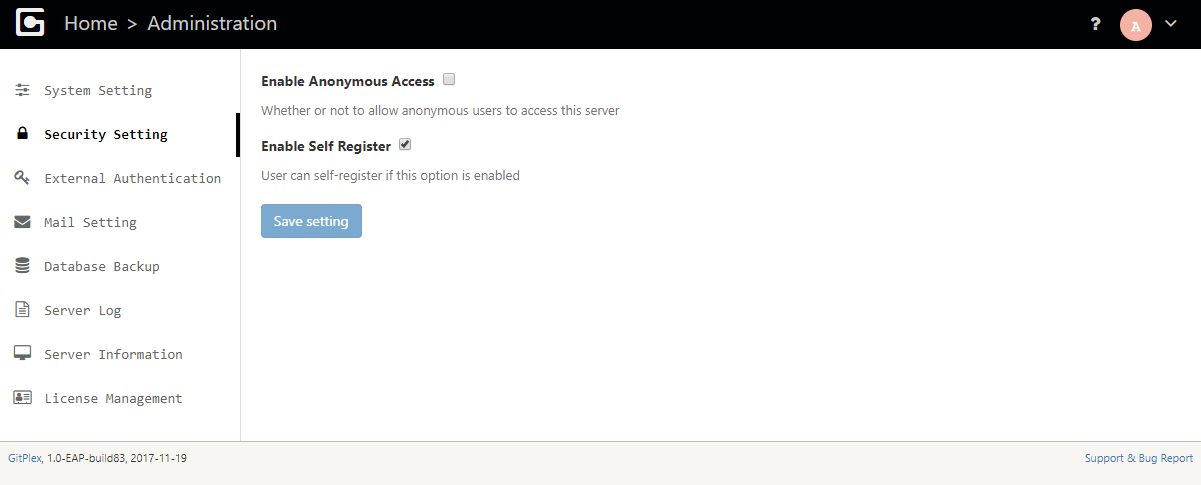 Home > Administration
?
A
System Setting
Security Setting
External Authentication
Mail Setting
Database Backup
Server Log
Server Information
License Management
Enable Anonymous Access
Whether or not to allow anonymous users to access this server
Enable Self Register
User can self-register if this option is enabled
Save setting
GitPlex, 1.0-EAP-build83, 2017-11-19
Support & Bug Report